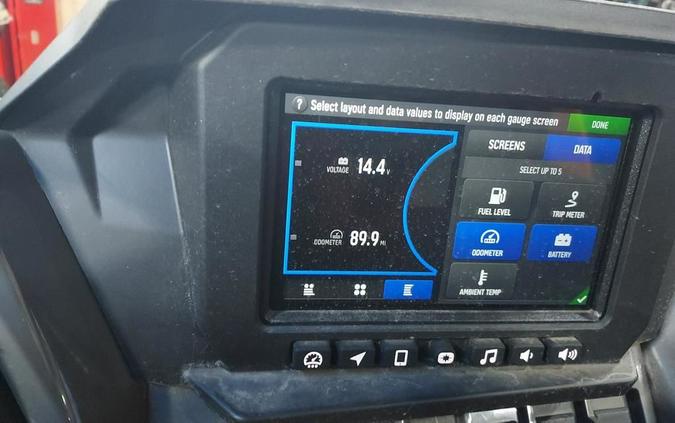 ? Select layout and data values to display on each gauge screen
DONE
SCREENS
DATA
SELECT UP TO 5
VOLTAGE 14.4 V
ODOMETER 89.9 MI
FUEL LEVEL
TRIP METER
ODOMETER
BATTERY
AMBIENT TEMP